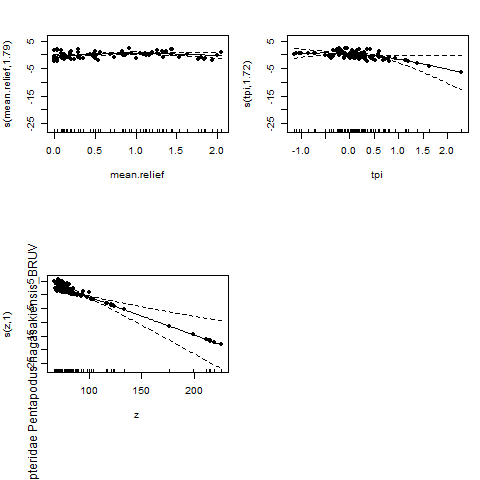 s(mean.relief,1.79)
5
-5
-15
-25
0.0 0.5 1.0 1.5 2.0
mean.relief
s(tpi,1.72)
5
-5
-15
-25
-1.0 0.0 0.5 1.0 1.5 2.0
tpi
pteridae Pentapodus nagasakiensis BRUV
s(z,1)
5
100 150 200
z